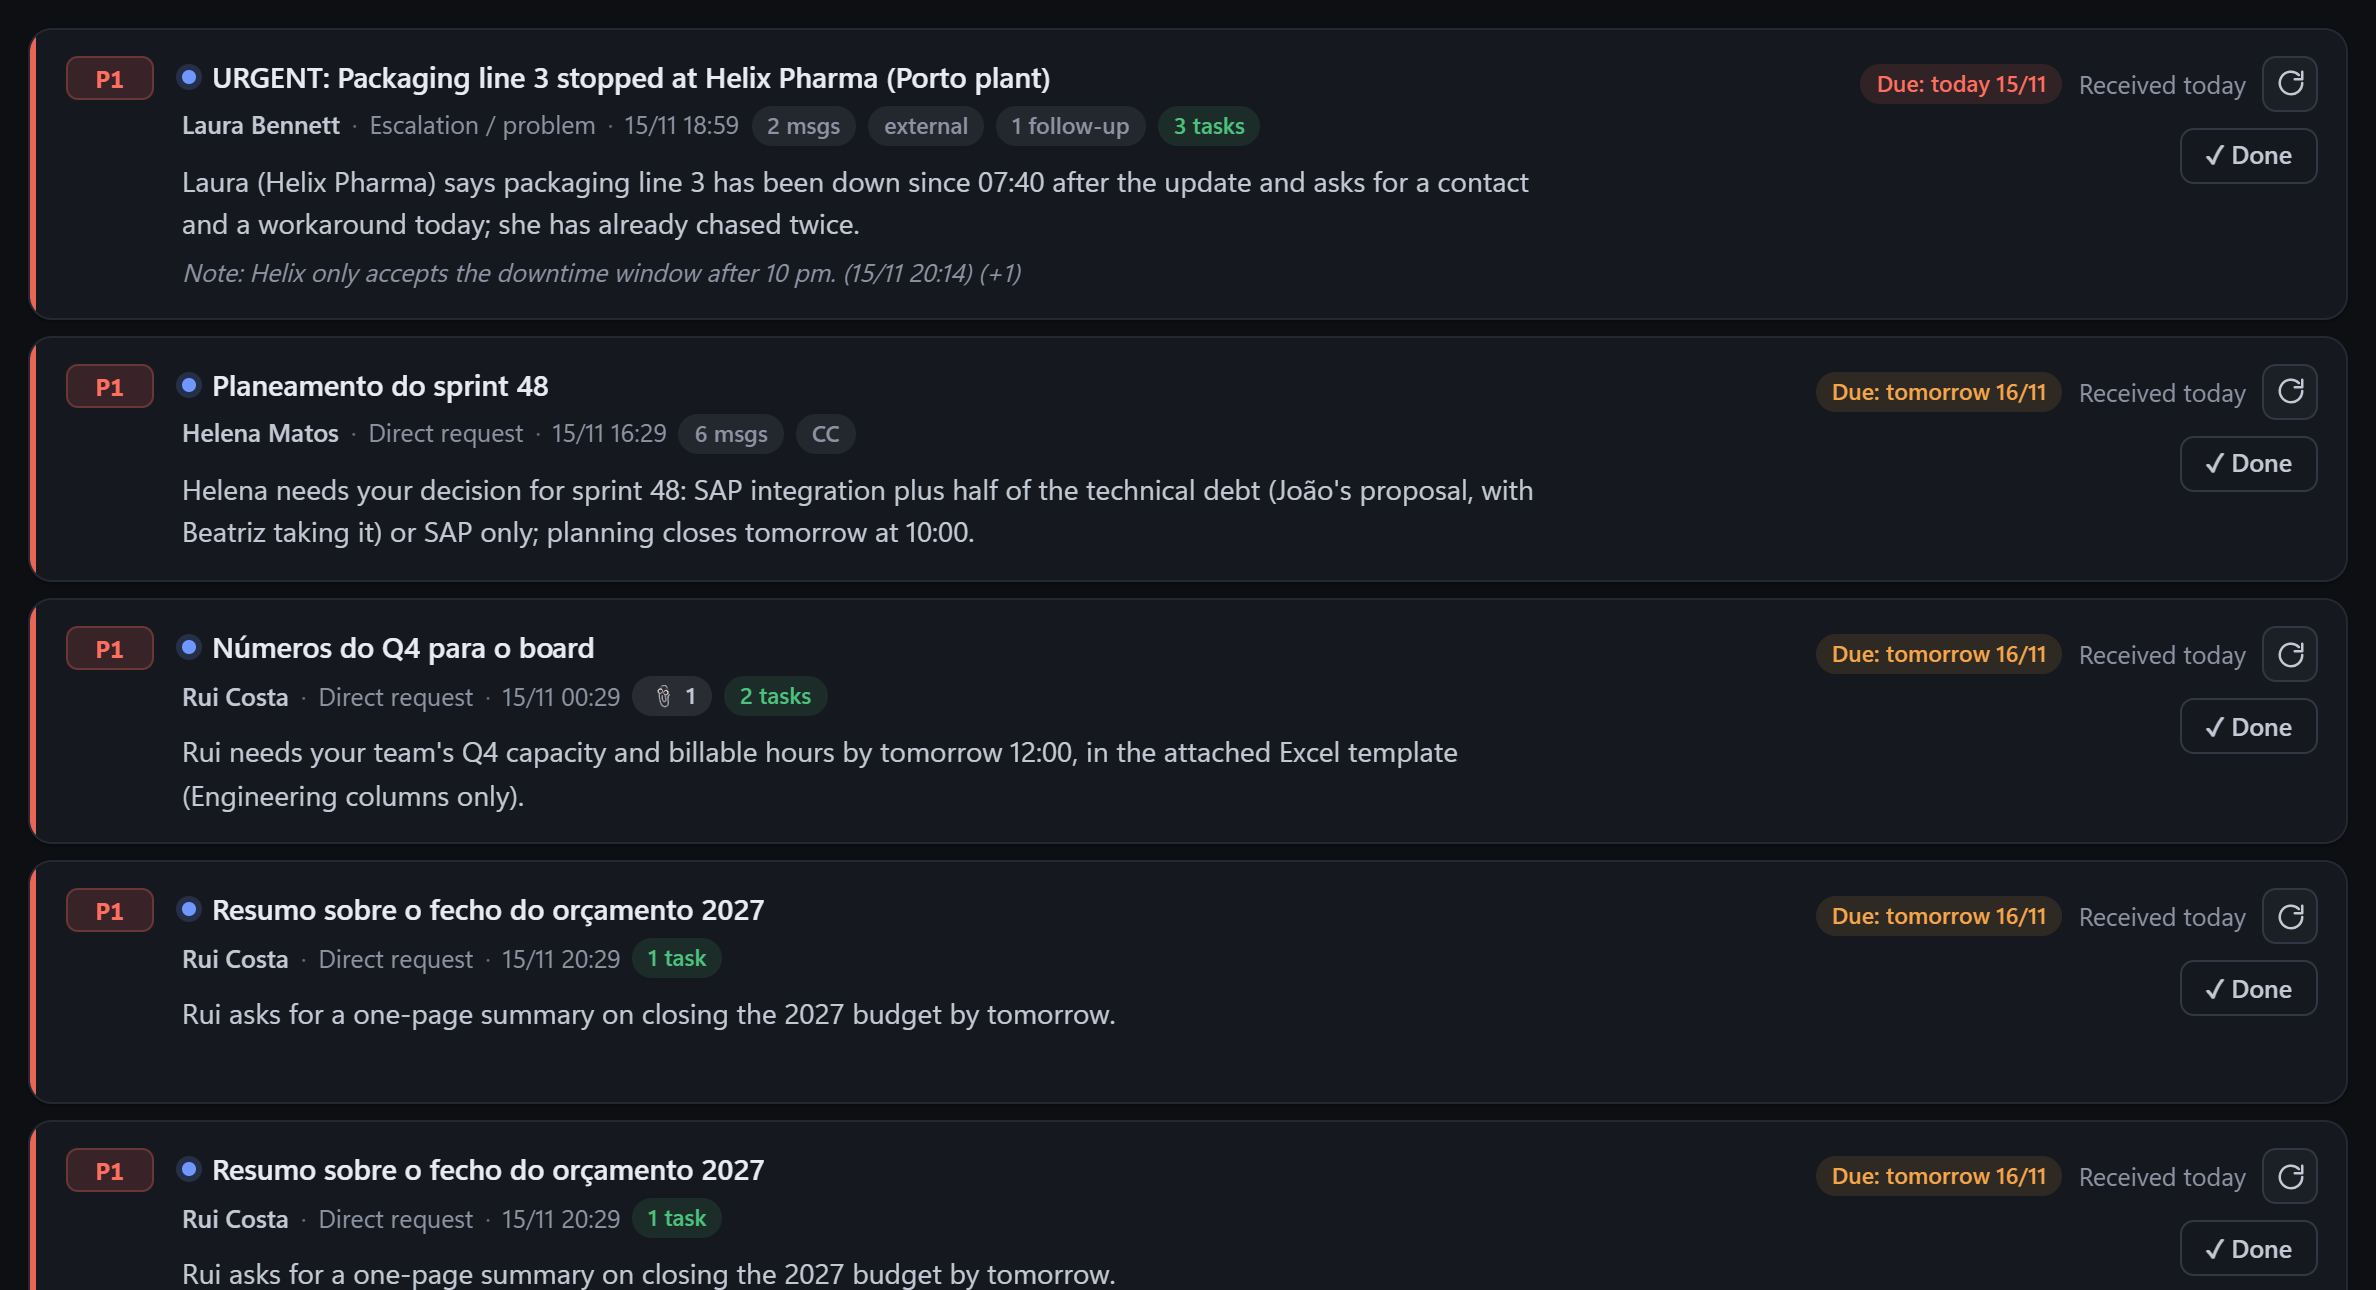 P1 URGENT: Packaging line 3 stopped at Helix Pharma (Porto plant) Due: today 15/11 Received today
Laura Bennett · Escalation / problem · 15/11 18:59 2 msgs external 1 follow-up 3 tasks
✓ Done
Laura (Helix Pharma) says packaging line 3 has been down since 07:40 after the update and asks for a contact
and a workaround today; she has already chased twice.
Note: Helix only accepts the downtime window after 10 pm. (15/11 20:14) (+1)
P1 Planeamento do sprint 48 Due: tomorrow 16/11 Received today
Helena Matos · Direct request · 15/11 16:29 6 msgs CC
✓ Done
Helena needs your decision for sprint 48: SAP integration plus half of the technical debt (João's proposal, with
Beatriz taking it) or SAP only; planning closes tomorrow at 10:00.
P1 Números do Q4 para o board Due: tomorrow 16/11 Received today
Rui Costa · Direct request · 15/11 00:29 1 2 tasks
✓ Done
Rui needs your team's Q4 capacity and billable hours by tomorrow 12:00, in the attached Excel template
(Engineering columns only).
P1 Resumo sobre o fecho do orçamento 2027 Due: tomorrow 16/11 Received today
Rui Costa · Direct request · 15/11 20:29 1 task
✓ Done
Rui asks for a one-page summary on closing the 2027 budget by tomorrow.
P1 Resumo sobre o fecho do orçamento 2027 Due: tomorrow 16/11 Received today
Rui Costa · Direct request · 15/11 20:29 1 task
✓ Done
Rui asks for a one-page summary on closing the 2027 budget by tomorrow.